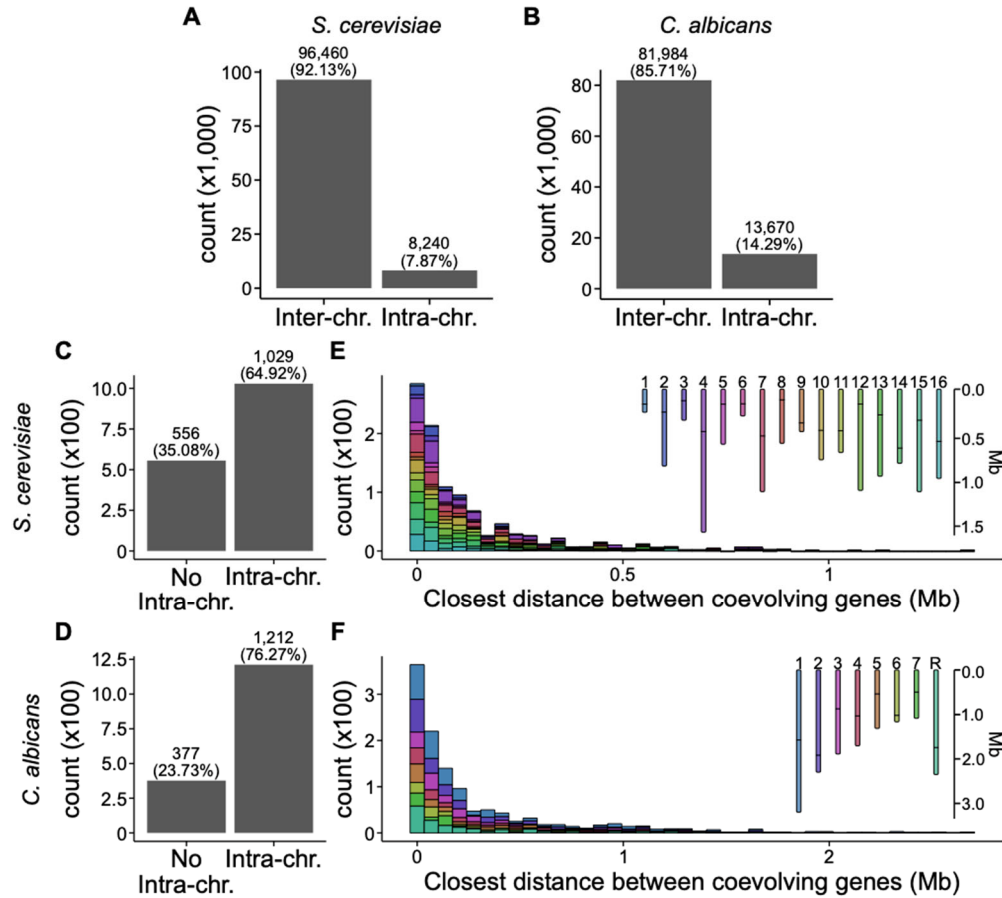 A
S. cerevisiae
96,460
(92.13%)
100
75
50
25
0
count (x1,000)
8,240
(7.87%)
Inter-chr. Intra-chr.
B
C. albicans
81,984
(85.71%)
80
60
40
20
0
count (x1,000)
13,670
(14.29%)
Inter-chr. Intra-chr.
C
S. cerevisiae
1,029
(64.92%)
556
(35.08%)
10.0
7.5
5.0
2.5
0
count (x100)
No
Intra-chr.
Intra-chr.
E
2
1
0
count (x100)
1 2 3 4 5 6 7 8 9 10 11 12 13 14 15 16
0.0
0.5
1.0
1.5
Mb
0 0.5 1
Closest distance between coevolving genes (Mb)
D
C. albicans
1,212
(76.27%)
377
(23.73%)
12.5
10.0
7.5
5.0
2.5
0
count (x100)
No
Intra-chr.
Intra-chr.
F
3
2
1
0
count (x100)
1 2 3 4 5 6 7 R
0.0
1.0
2.0
3.0
Mb
0 1 2
Closest distance between coevolving genes (Mb)